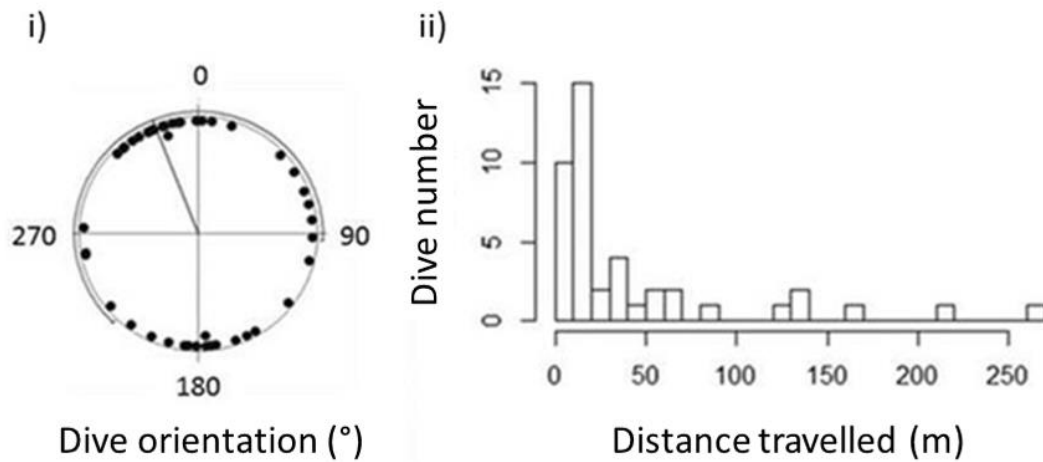 i)
0
270
90
180
Dive orientation (°)
ii)
Dive number
15
10
5
0
0 50 100 150 200 250
Distance travelled (m)